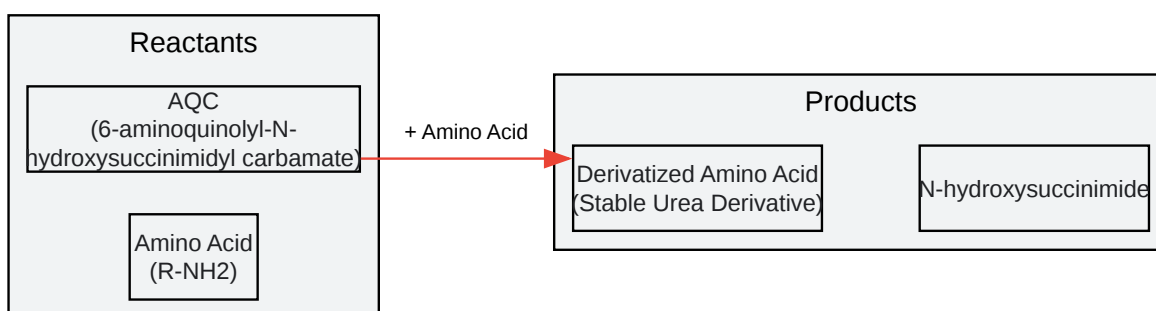 Reactants
AQC
(6-aminoquinolyl-N-
hydroxysuccinimidyl carbamate)
Amino Acid
(R-NH2)
+ Amino Acid
Products
Derivatized Amino Acid
(Stable Urea Derivative)
N-hydroxysuccinimide